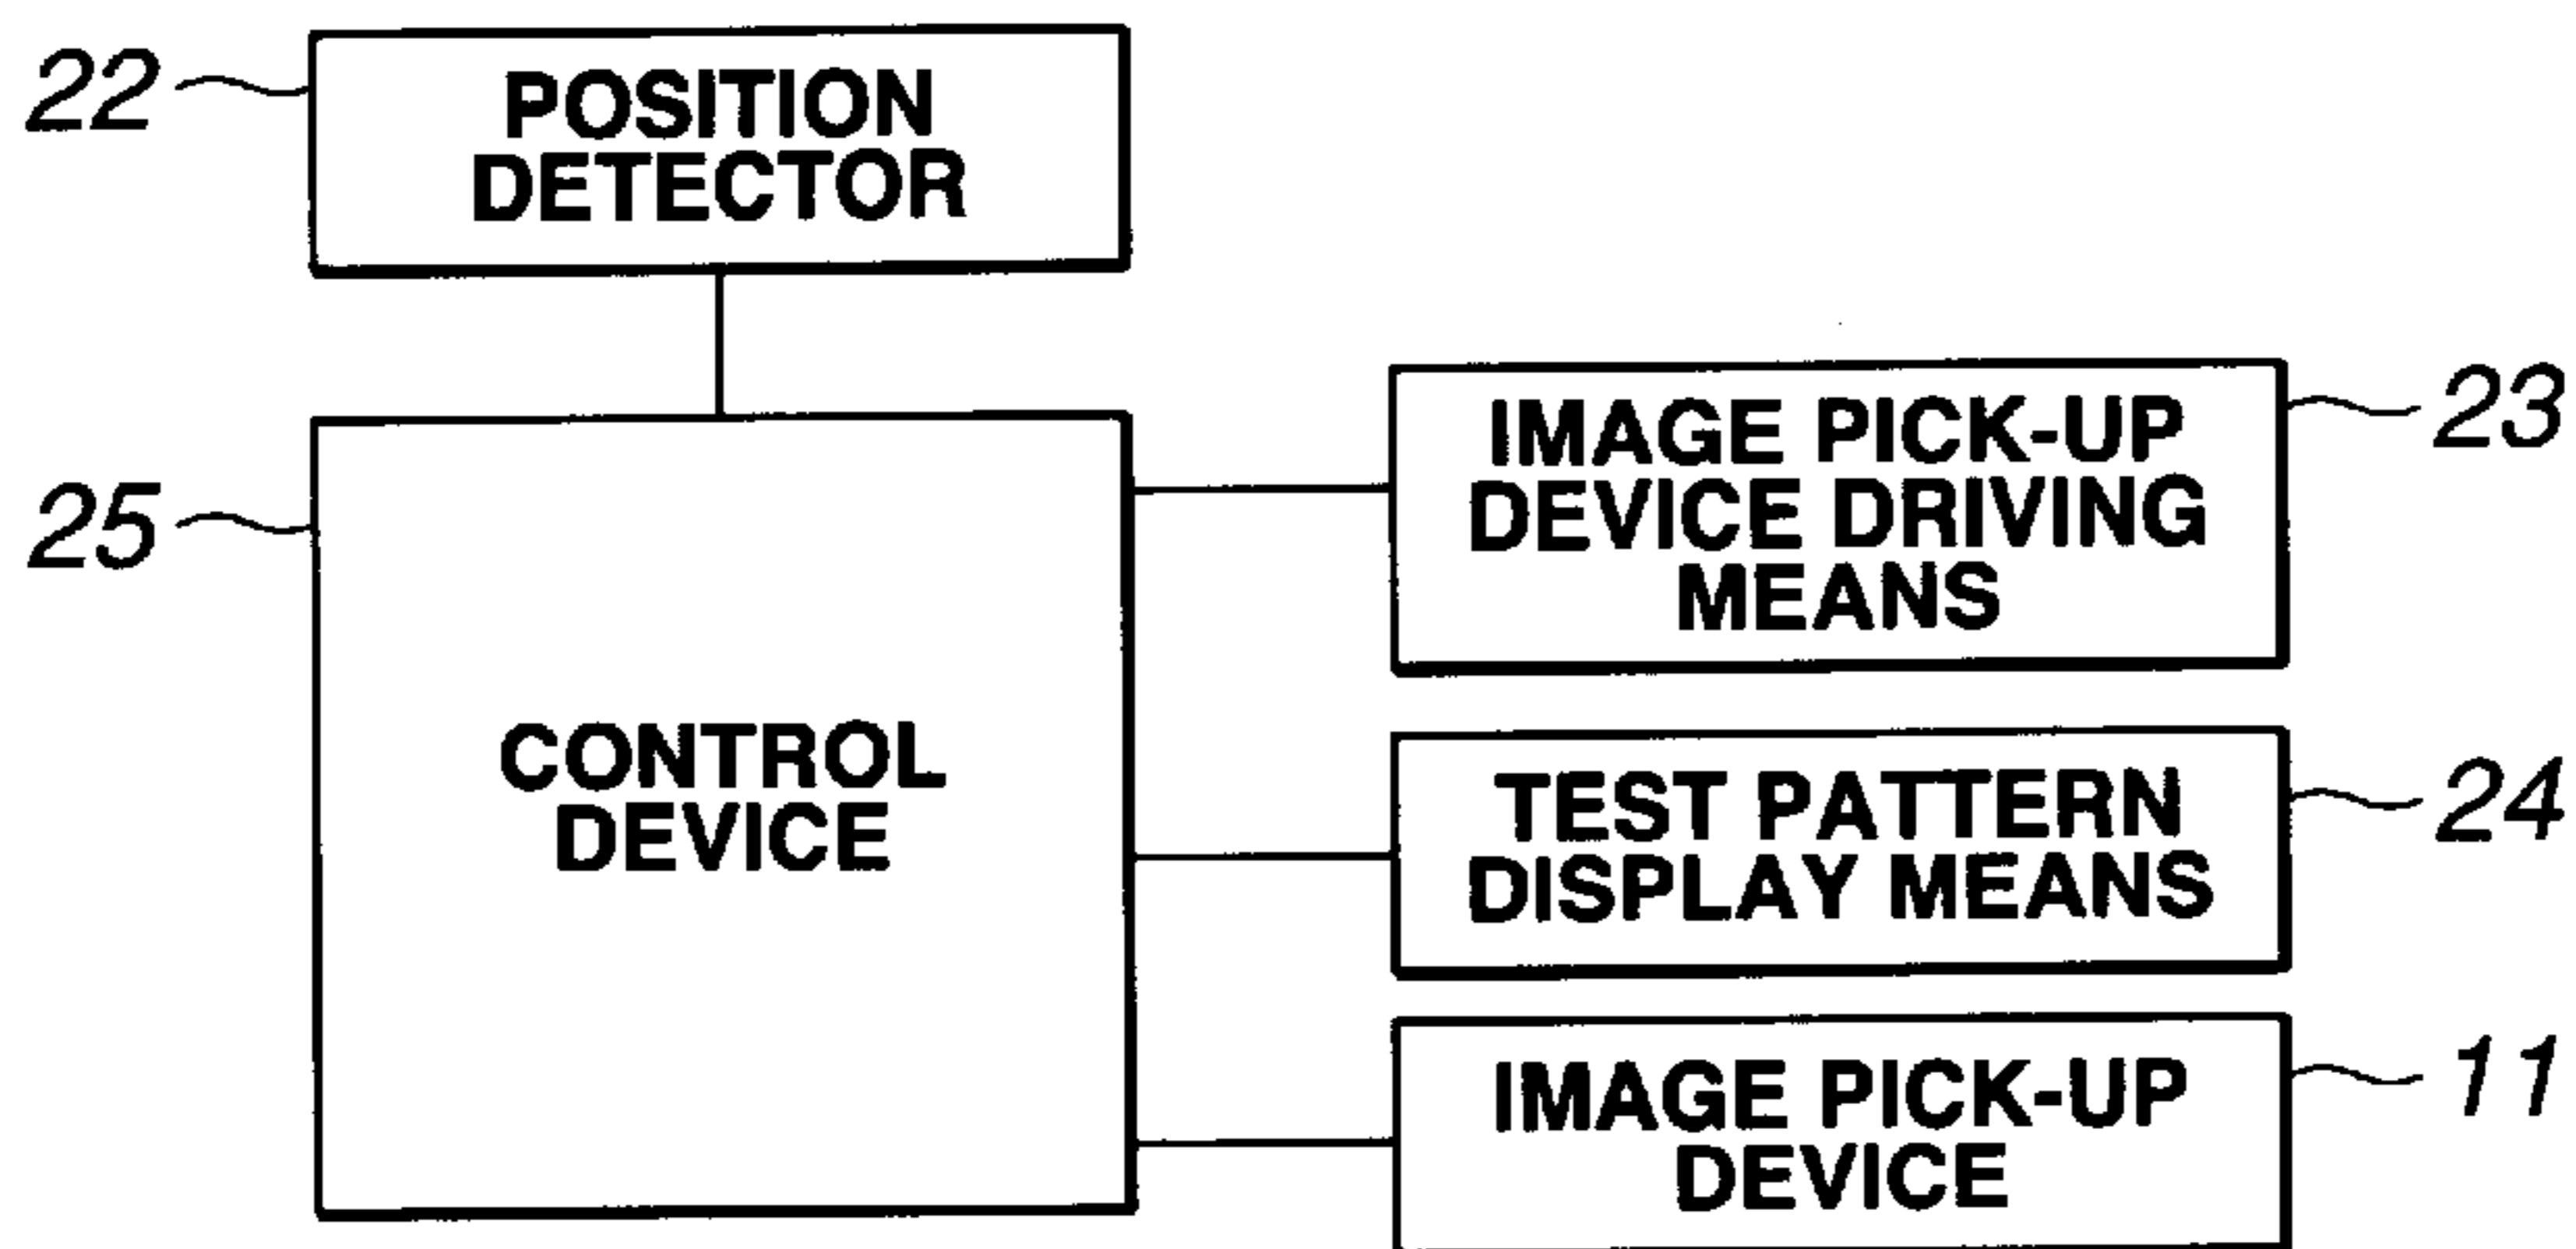 22
POSITION
DETECTOR
25
CONTROL
DEVICE
IMAGE PICK-UP
DEVICE DRIVING
MEANS
23
TEST PATTERN
DISPLAY MEANS
24
IMAGE PICK-UP
DEVICE
11